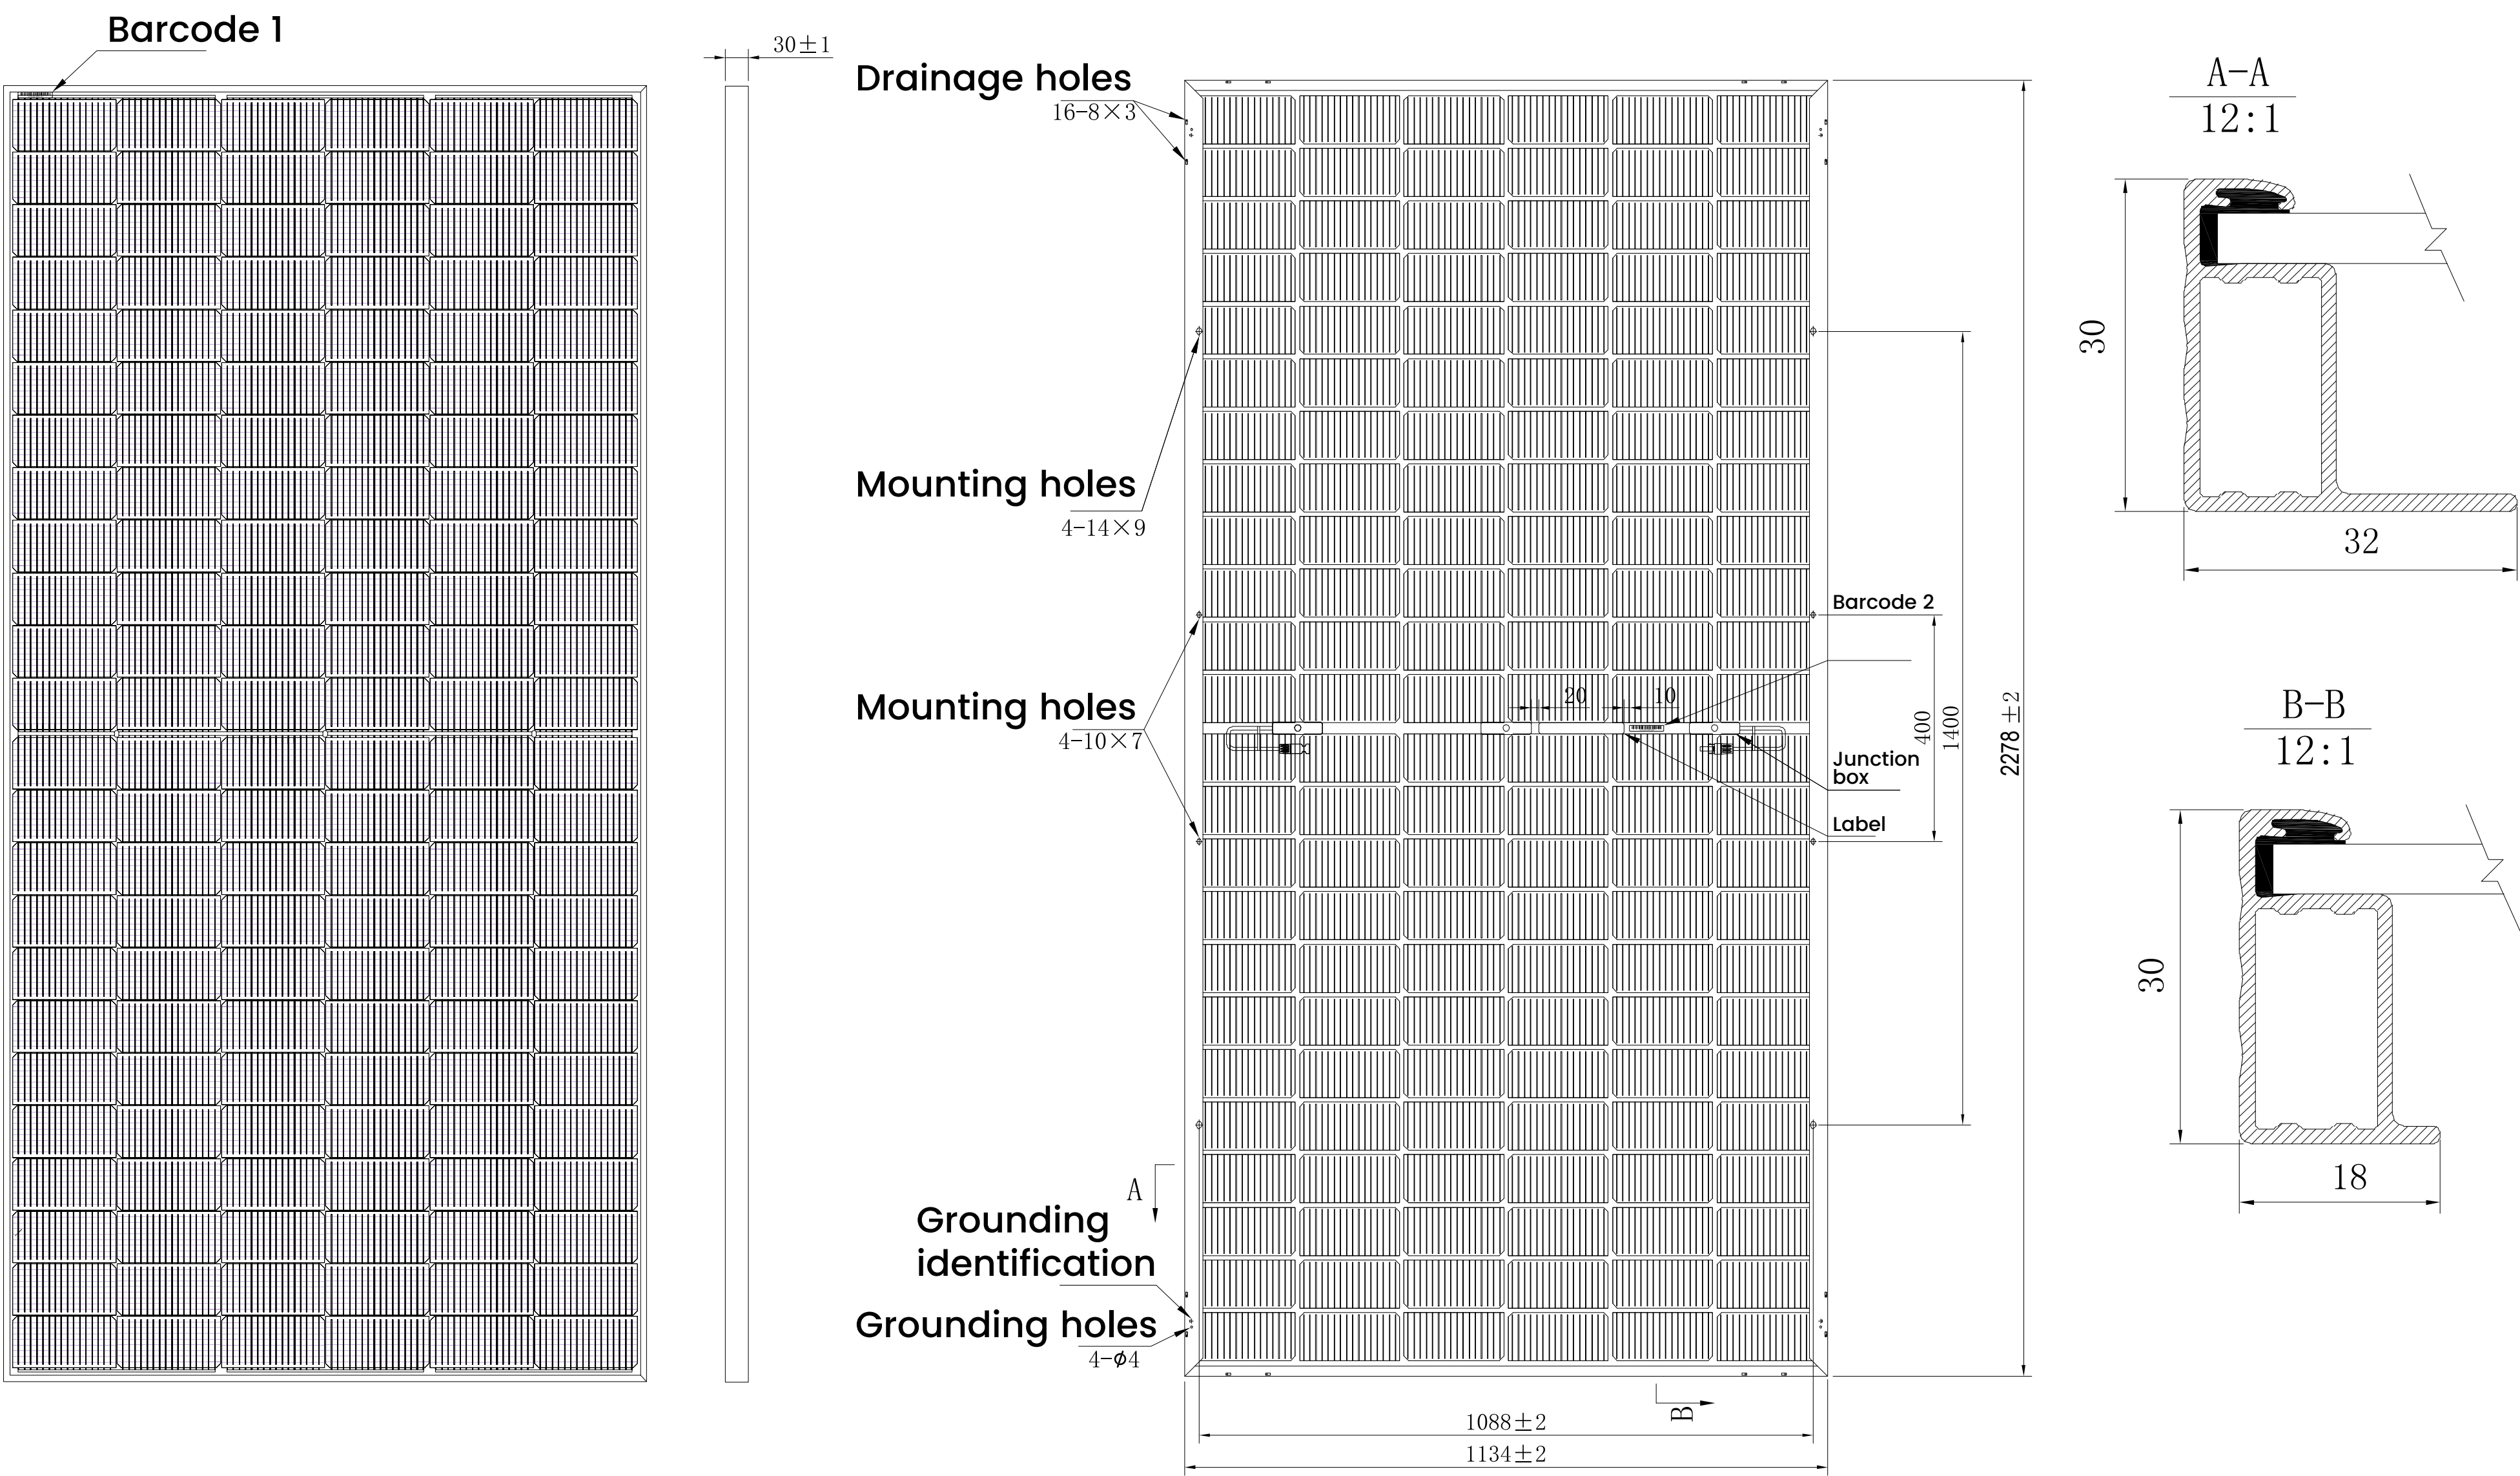 Barcode 1
30±1
Drainage holes
16-8×3
Mounting holes
4-14×9
Mounting holes
4-10×7
Grounding
identification
Grounding holes
4-ϕ4
A
B
20
10
Barcode 2
Junction
box
Label
400
1400
2278 ±2
1088±2
1134±2
A-A
12:1
30
32
B-B
12:1
30
18